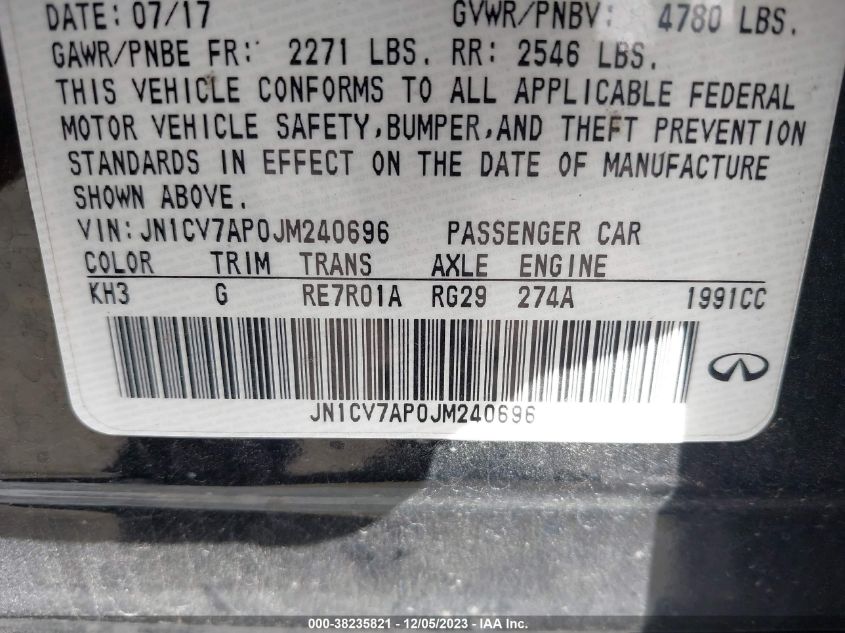 DATE: 07/17 GVWR/PNBV: 4780 LBS.
GAWR/PNBE FR: 2271 LBS. RR: 2546 LBS.
THIS VEHICLE CONFORMS TO ALL APPLICABLE FEDERAL
MOTOR VEHICLE SAFETY,BUMPER,AND THEFT PREVENTION
STANDARDS IN EFFECT ON THE DATE OF MANUFACTURE
SHOWN ABOVE.
VIN:JN1CV7AP0JM240696 PASSENGER CAR
COLOR TRIM TRANS AXLE ENGINE
KH3 G RE7R01A RG29 274A 1991CC
JN1CV7AP0JM240696
000-38235821 - 12/05/2023 - IAA Inc.